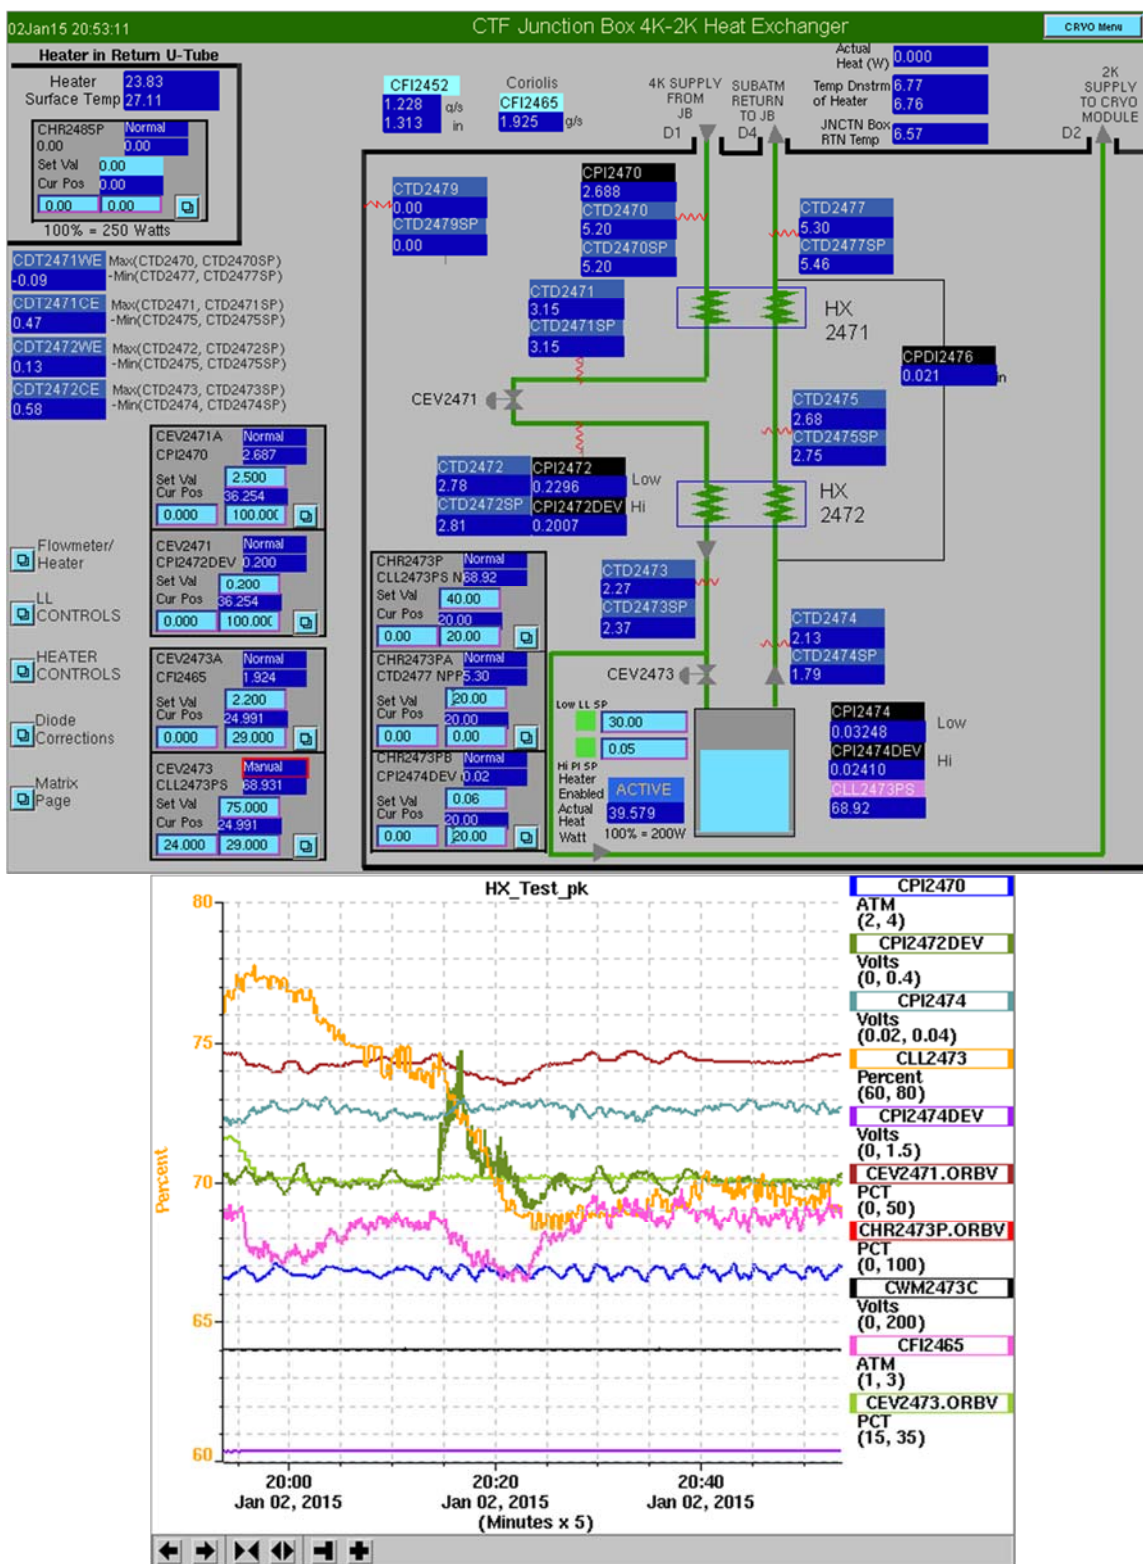 02Jan15 20:53:11
CTF Junction Box 4K-2K Heat Exchanger
CRYO Menu
Heater in Return U-Tube
Heater
Surface Temp
23.83
27.11
CHR2485P
Normal
0.00
0.00
Set Val
0.00
Cur Pos
0.00
0.00
0.00
100% = 250 Watts
CFI2452
1.228
g/s
1.313
in
Coriolis
CFI2465
1.925
g/s
4K SUPPLY
FROM
JB
D1
SUBATM
RETURN
TO JB
D4
Actual
Heat (W)
0.000
Temp Dnstrm
of Heater
6.77
6.76
JNCTN Box
RTN Temp
6.57
2K
SUPPLY
TO CRYO
MODULE
D2
CTD2479
0.00
CTD2479SP
0.00
CPI2470
2.688
CTD2470
5.20
CTD2470SP
5.20
CTD2477
5.30
CTD2477SP
5.46
CDT2471WE
Max(CTD2470, CTD2470SP)
-0.09
-Min(CTD2477, CTD2477SP)
CDT2471CE
Max(CTD2471, CTD2471SP)
0.47
-Min(CTD2475, CTD2475SP)
CDT2472WE
Max(CTD2472, CTD2472SP)
0.13
-Min(CTD2475, CTD2475SP)
CDT2472CE
Max(CTD2473, CTD2473SP)
0.58
-Min(CTD2474, CTD2474SP)
CTD2471
3.15
CTD2471SP
3.15
HX
2471
CPDI2476
0.021
in
CEV2471
CTD2475
2.68
CTD2475SP
2.75
CTD2472
2.78
CTD2472SP
2.81
CPI2472
0.2296
Low
CPI2472DEV
Hi
0.2007
HX
2472
CEV2471A
Normal
CPI2470
2.687
Set Val
2.500
Cur Pos
36.254
0.000
100.000
CEV2471
Normal
CPI2472DEV
0.200
Set Val
0.200
Cur Pos
36.254
0.000
100.000
CEV2473A
Normal
CFI2465
1.924
Set Val
2.200
Cur Pos
24.991
0.000
29.000
CEV2473
Manual
CLL2473PS
68.931
Set Val
75.000
Cur Pos
24.991
24.000
29.000
Flowmeter/
Heater
LL
CONTROLS
HEATER
CONTROLS
Diode
Corrections
Matrix
Page
CHR2473P
Normal
CLL2473PS N
68.92
Set Val
40.00
Cur Pos
20.00
0.00
20.00
CHR2473PA
Normal
CTD2477 NPP
5.30
Set Val
20.00
Cur Pos
20.00
0.00
0.00
CHR2473PB
Normal
CPI2474DEV
0.02
Set Val
0.06
Cur Pos
20.00
0.00
20.00
CTD2473
2.27
CTD2473SP
2.37
CTD2474
2.13
CTD2474SP
1.79
CEV2473
Low LL SP
30.00
0.05
Hi PI SP
Heater
Enabled
ACTIVE
Actual
Heat
Watt
39.579
100% = 200W
CPI2474
0.03248
Low
CPI2474DEV
Hi
0.02410
CLL2473PS
68.92
HX_Test_pk
80
75
70
65
60
Percent
20:00
Jan 02, 2015
20:20
Jan 02, 2015
20:40
Jan 02, 2015
(Minutes x 5)
CPI2470
ATM
(2, 4)
CPI2472DEV
Volts
(0, 0.4)
CPI2474
Volts
(0.02, 0.04)
CLL2473
Percent
(60, 80)
CPI2474DEV
Volts
(0, 1.5)
CEV2471.ORBV
PCT
(0, 50)
CHR2473P.ORBV
PCT
(0, 100)
CWM2473C
Volts
(0, 200)
CFI2465
ATM
(1, 3)
CEV2473.ORBV
PCT
(15, 35)